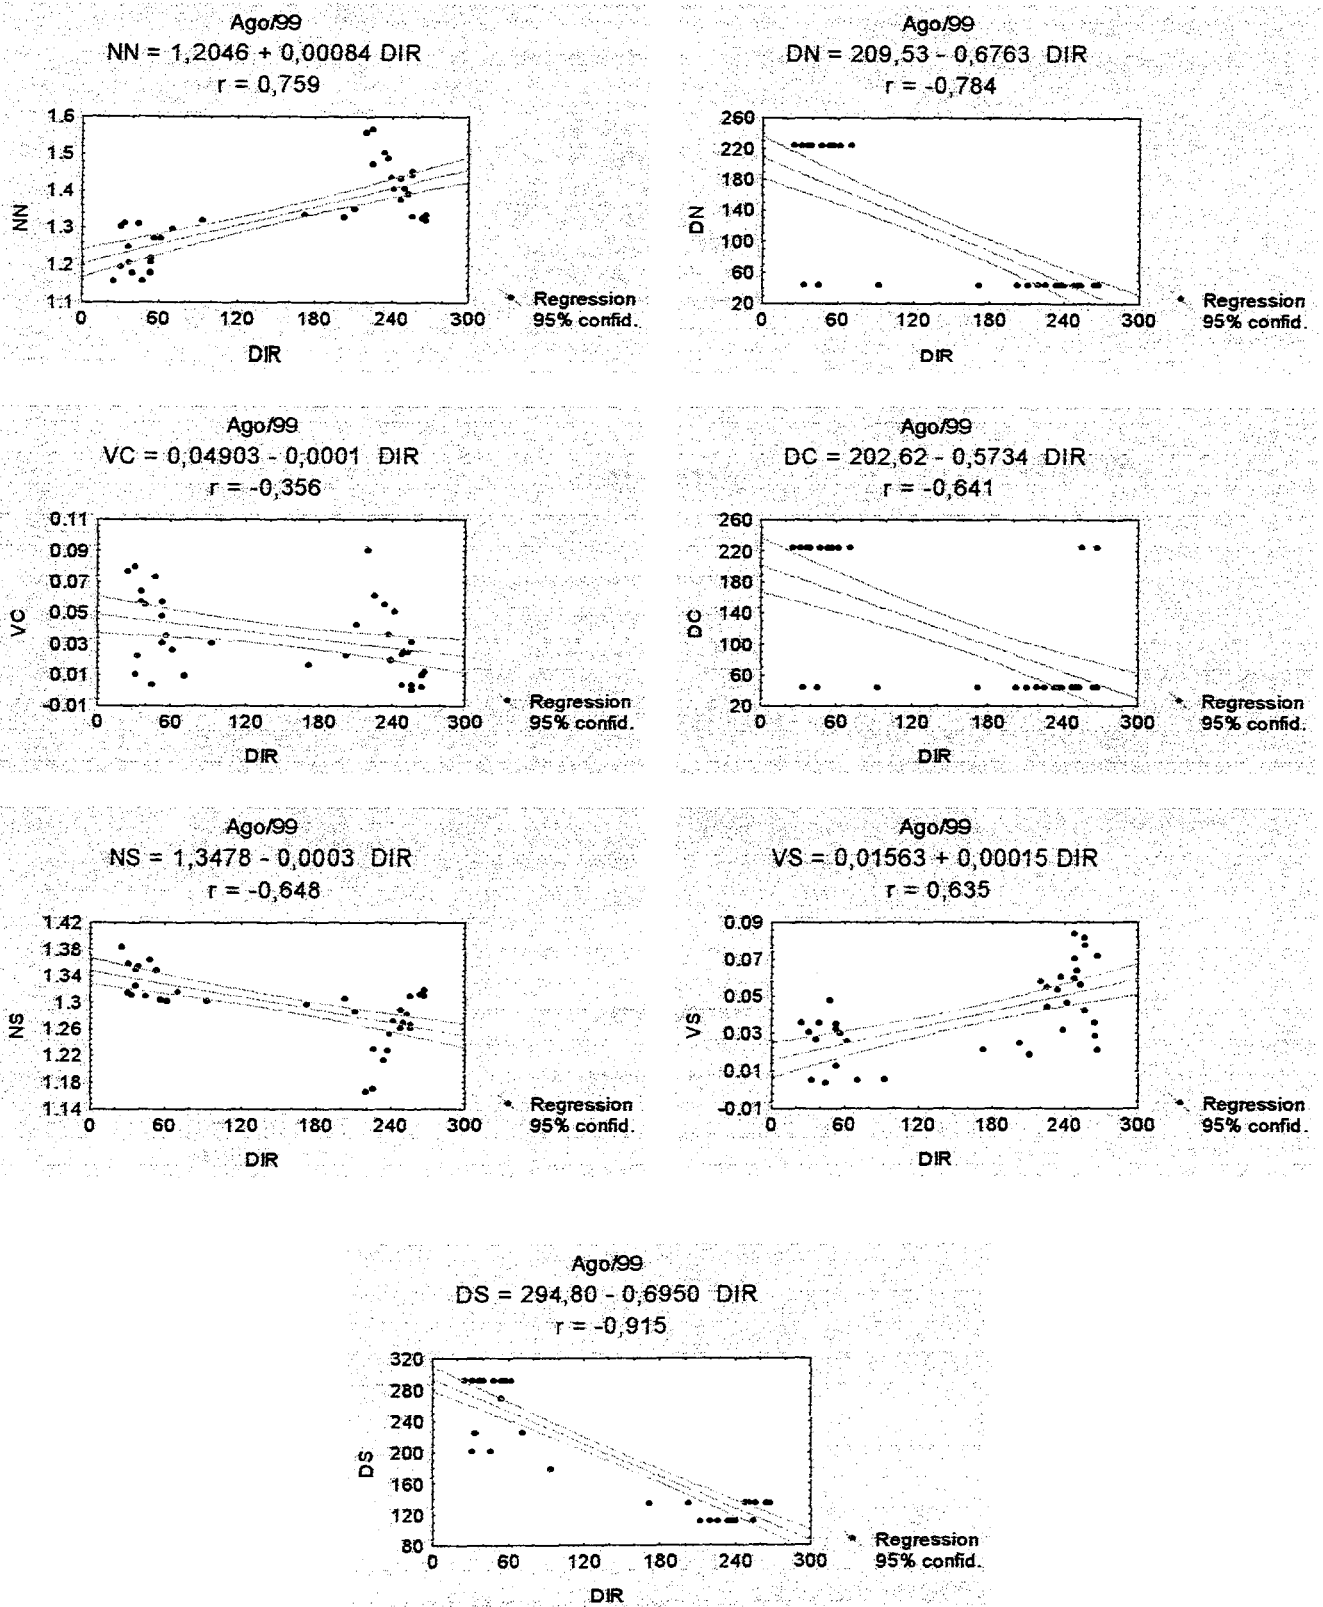 Ago/99
NN = 1,2046 + 0,00084 DIR
r = 0,759
1.6
1.5
1.4
1.3
1.2
1.1
NN
0 60 120 180 240 300
DIR
Regression
95% confid.
Ago/99
DN = 209,53 - 0,6763 DIR
r = -0,784
260
220
180
140
100
60
20
DN
0 60 120 180 240 300
DIR
Regression
95% confid.
Ago/99
VC = 0,04903 - 0,0001 DIR
r = -0,356
0.11
0.09
0.07
0.05
0.03
0.01
-0.01
VC
0 60 120 180 240 300
DIR
Regression
95% confid.
Ago/99
DC = 202,62 - 0,5734 DIR
r = -0,641
260
220
180
140
100
60
20
DC
0 60 120 180 240 300
DIR
Regression
95% confid.
Ago/99
NS = 1,3478 - 0,0003 DIR
r = -0,648
1.42
1.38
1.34
1.3
1.26
1.22
1.18
1.14
NS
0 60 120 180 240 300
DIR
Regression
95% confid.
Ago/99
VS = 0,01563 + 0,00015 DIR
r = 0,635
0.09
0.07
0.05
0.03
0.01
-0.01
VS
0 60 120 180 240 300
DIR
Regression
95% confid.
Ago/99
DS = 294,80 - 0,6950 DIR
r = -0,915
320
280
240
200
160
120
80
DS
0 60 120 180 240 300
DIR
Regression
95% confid.